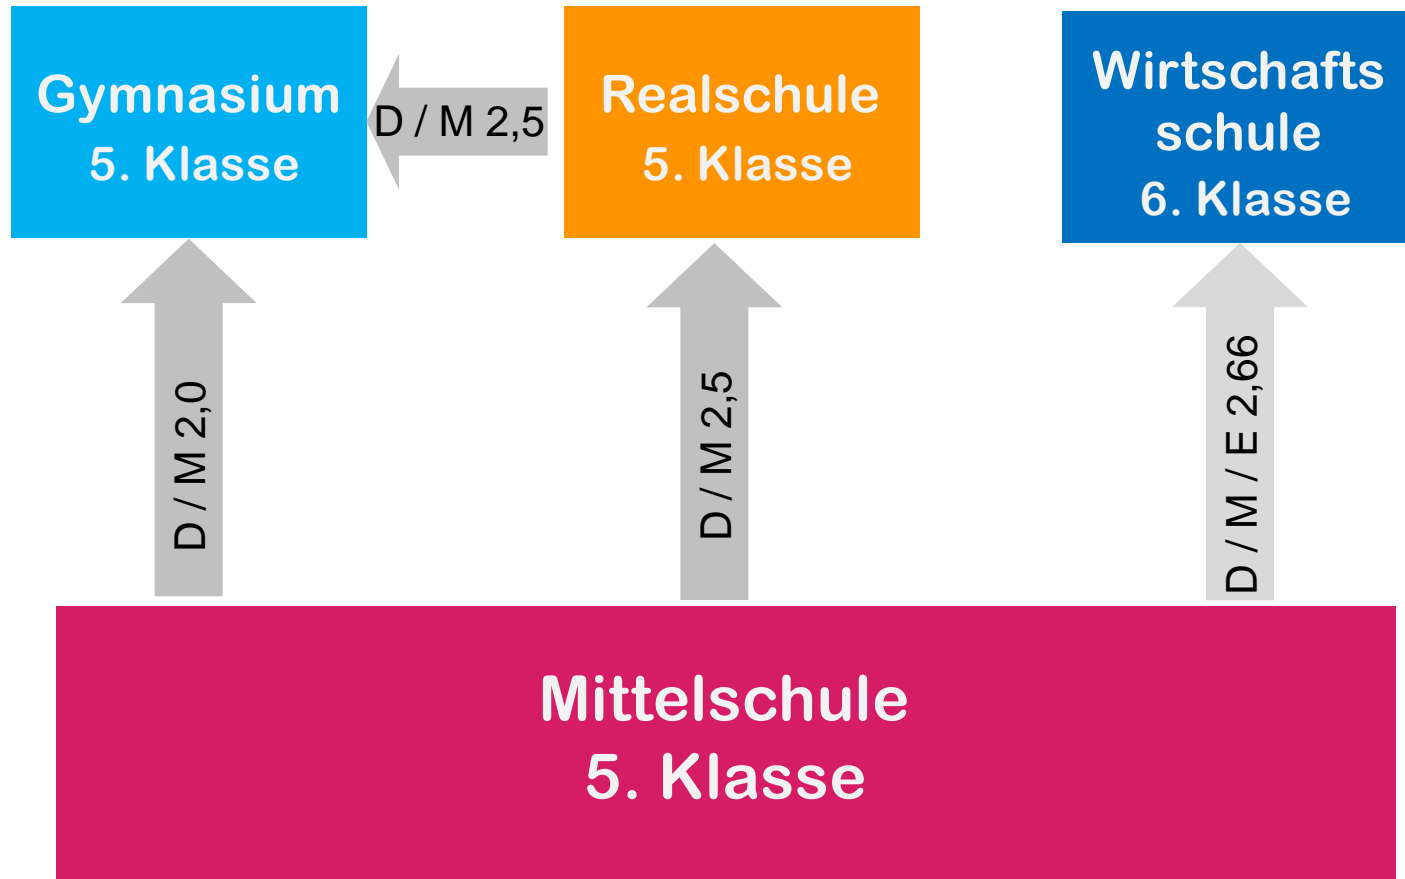 Gymnasium
5. Klasse
D / M 2,5
Realschule
5. Klasse
Wirtschafts
schule
6. Klasse
D / M 2,0
D / M 2,5
D / M / E 2,66
Mittelschule
5. Klasse